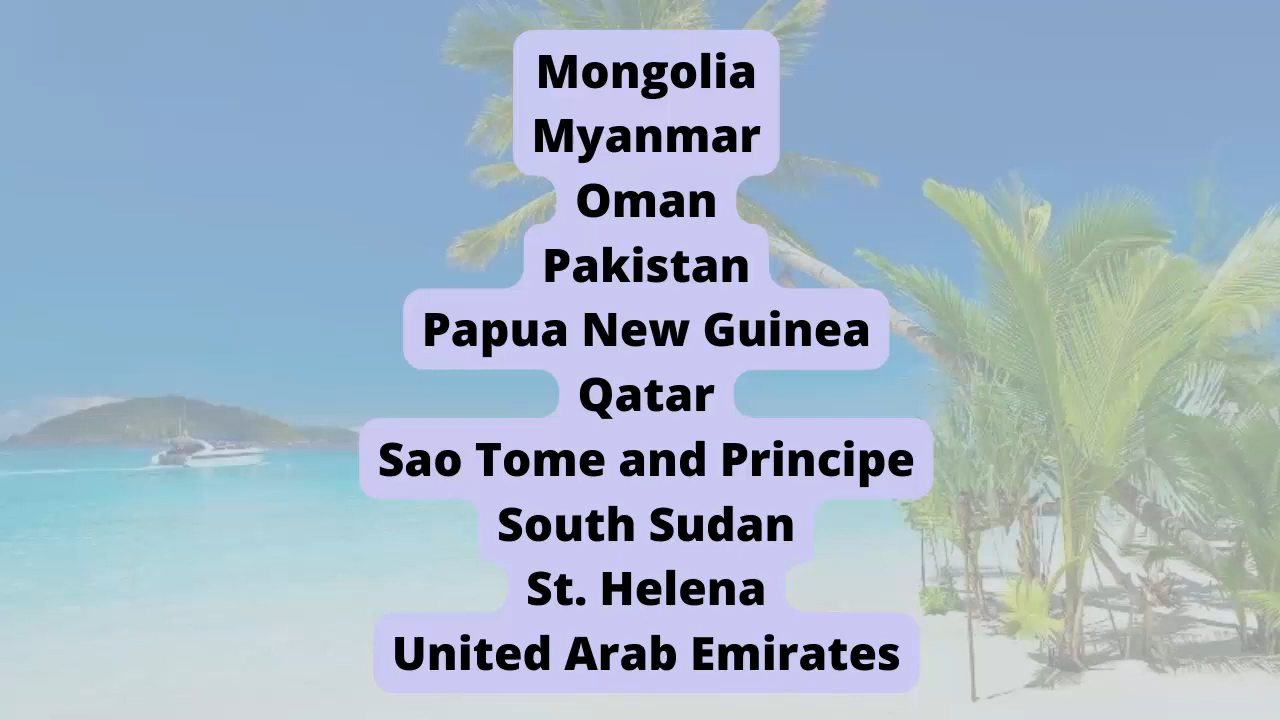 Mongolia
Myanmar
Oman
Pakistan
Papua New Guinea
Qatar
Sao Tome and Principe
South Sudan
St. Helena
United Arab Emirates